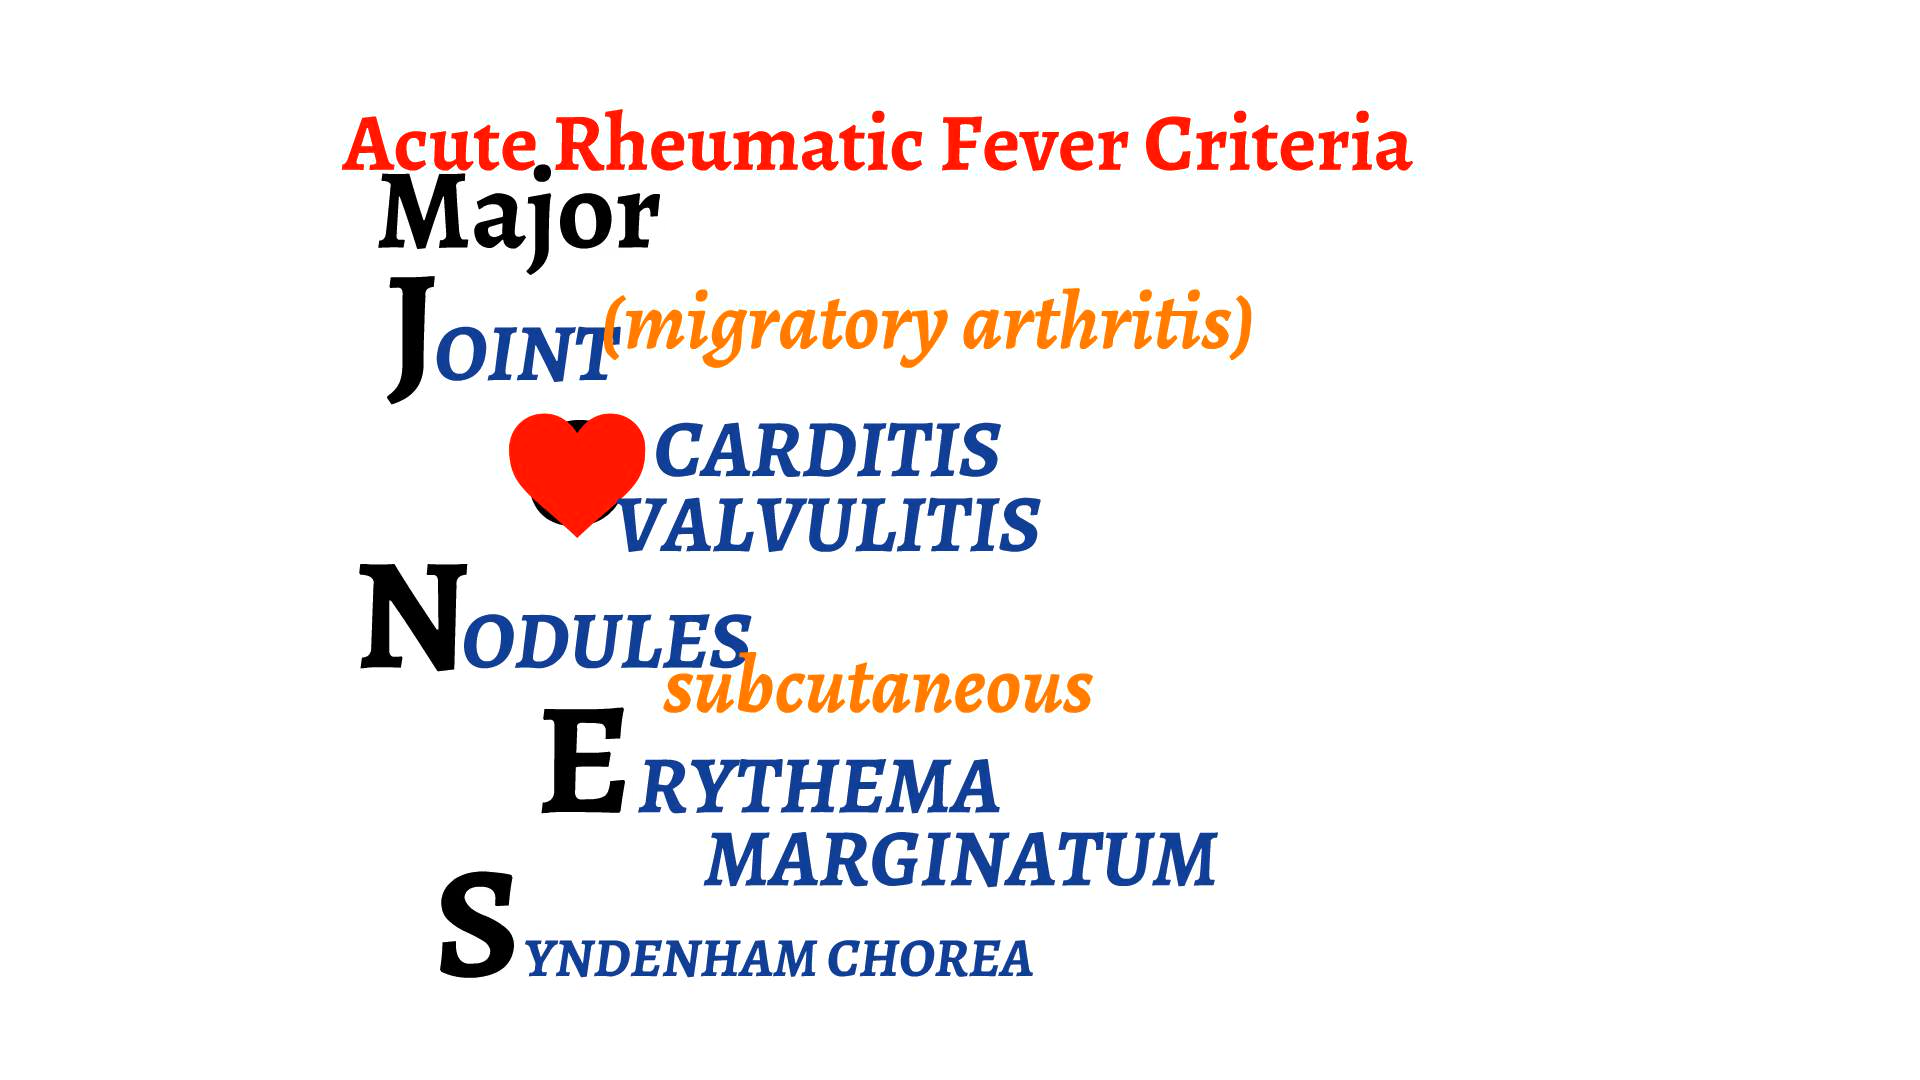 Acute Rheumatic Fever Criteria
Major
JOINT (migratory arthritis)
CARDITIS
VALVULITIS
NODULES
subcutaneous
ERYTHEMA
MARGINATUM
SYNDENHAM CHOREA